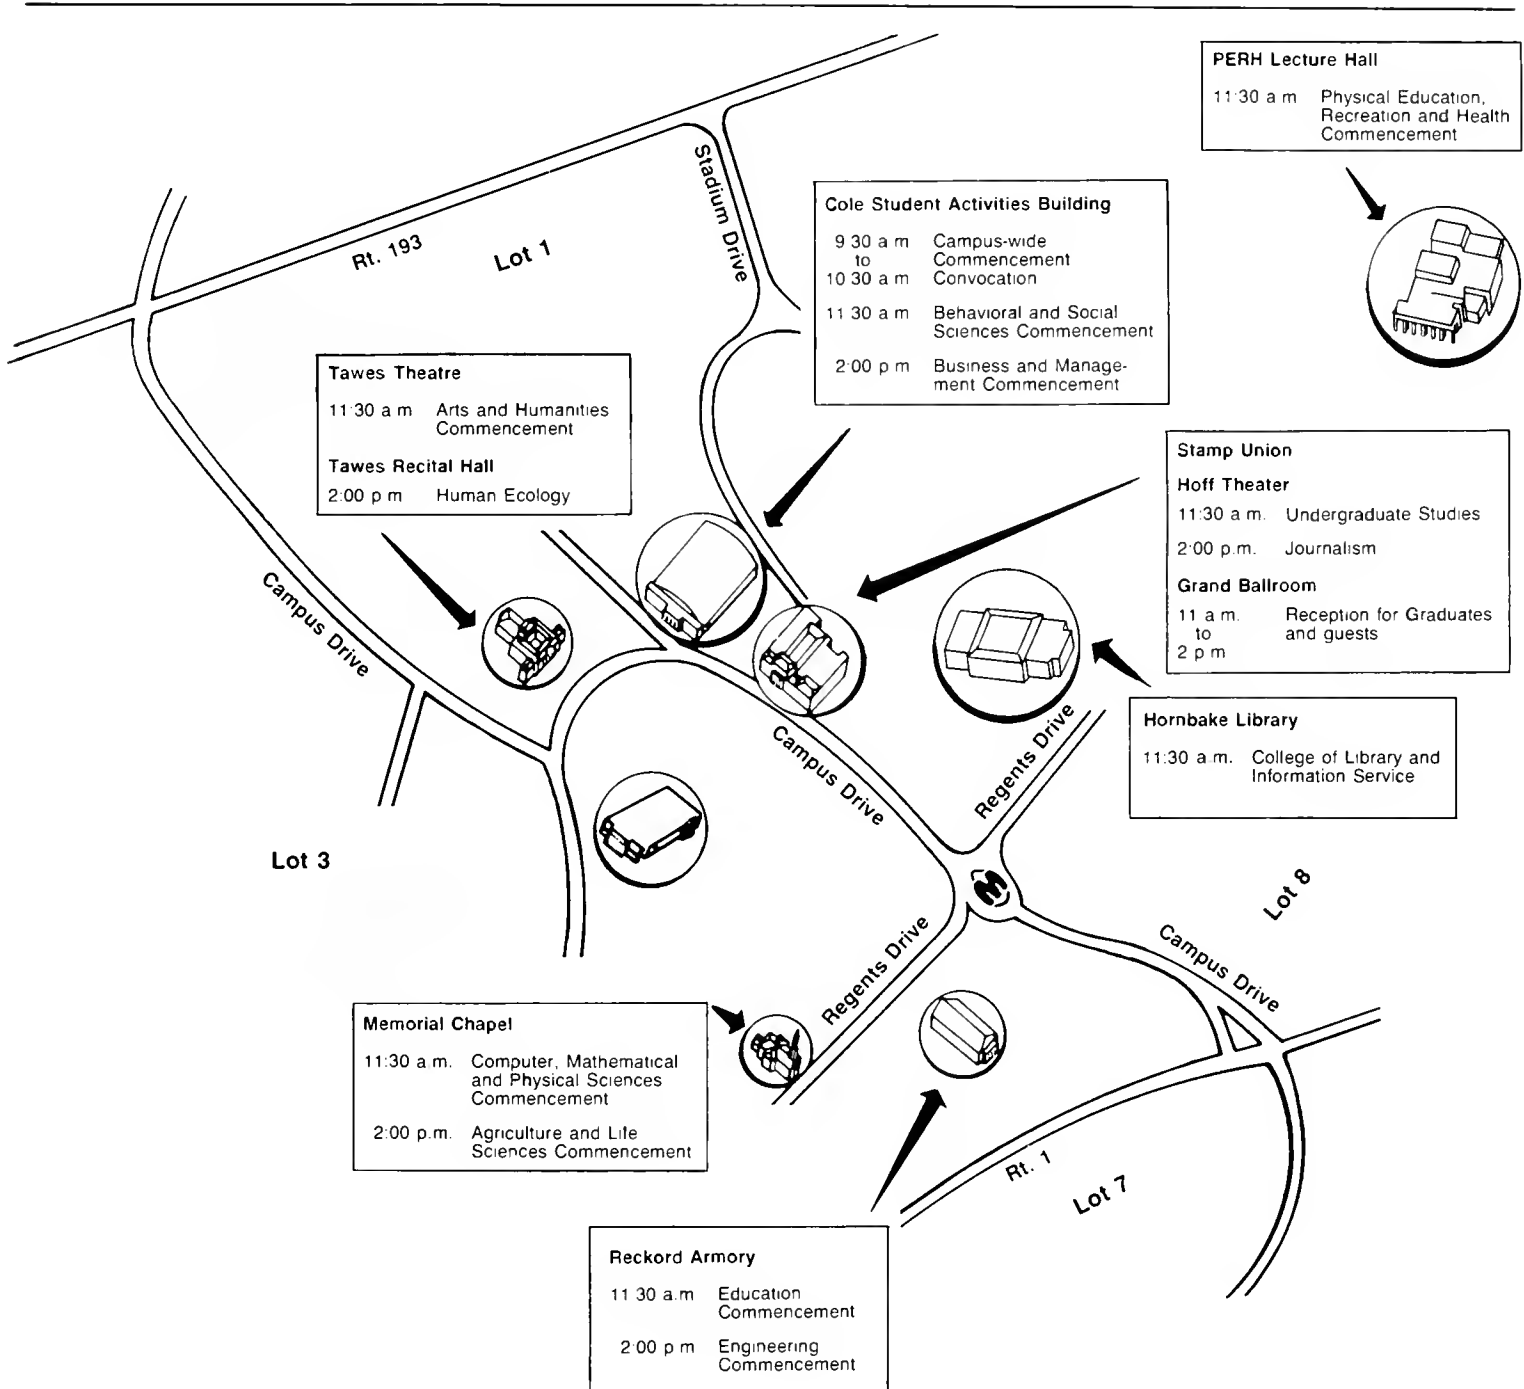 PERH Lecture Hall
11:30 a m Physical Education,
Recreation and Health
Commencement
Stadium Drive
Rt. 193
Lot 1
Cole Student Activities Building
9 30 a m Campus-wide
to Commencement
10 30 a m Convocation
11 30 a m Behavioral and Social
Sciences Commencement
2:00 p m Business and Manage-
ment Commencement
Tawes Theatre
11:30 a m Arts and Humanities
Commencement
Tawes Recital Hall
2:00 p m Human Ecology
Stamp Union
Hoff Theater
11:30 a m. Undergraduate Studies
2:00 p.m. Journalism
Grand Ballroom
11 a m. Reception for Graduates
to and guests
2 p m
Campus Drive
Hornbake Library
11:30 a m. College of Library and
Information Service
Campus Drive
Regents Drive
Lot 3
M
Lot 8
Regents Drive
Campus Drive
Memorial Chapel
11:30 a m. Computer, Mathematical
and Physical Sciences
Commencement
2:00 p.m. Agriculture and Life
Sciences Commencement
Rt. 1
Lot 7
Reckord Armory
11 30 a.m Education
Commencement
2:00 p m Engineering
Commencement